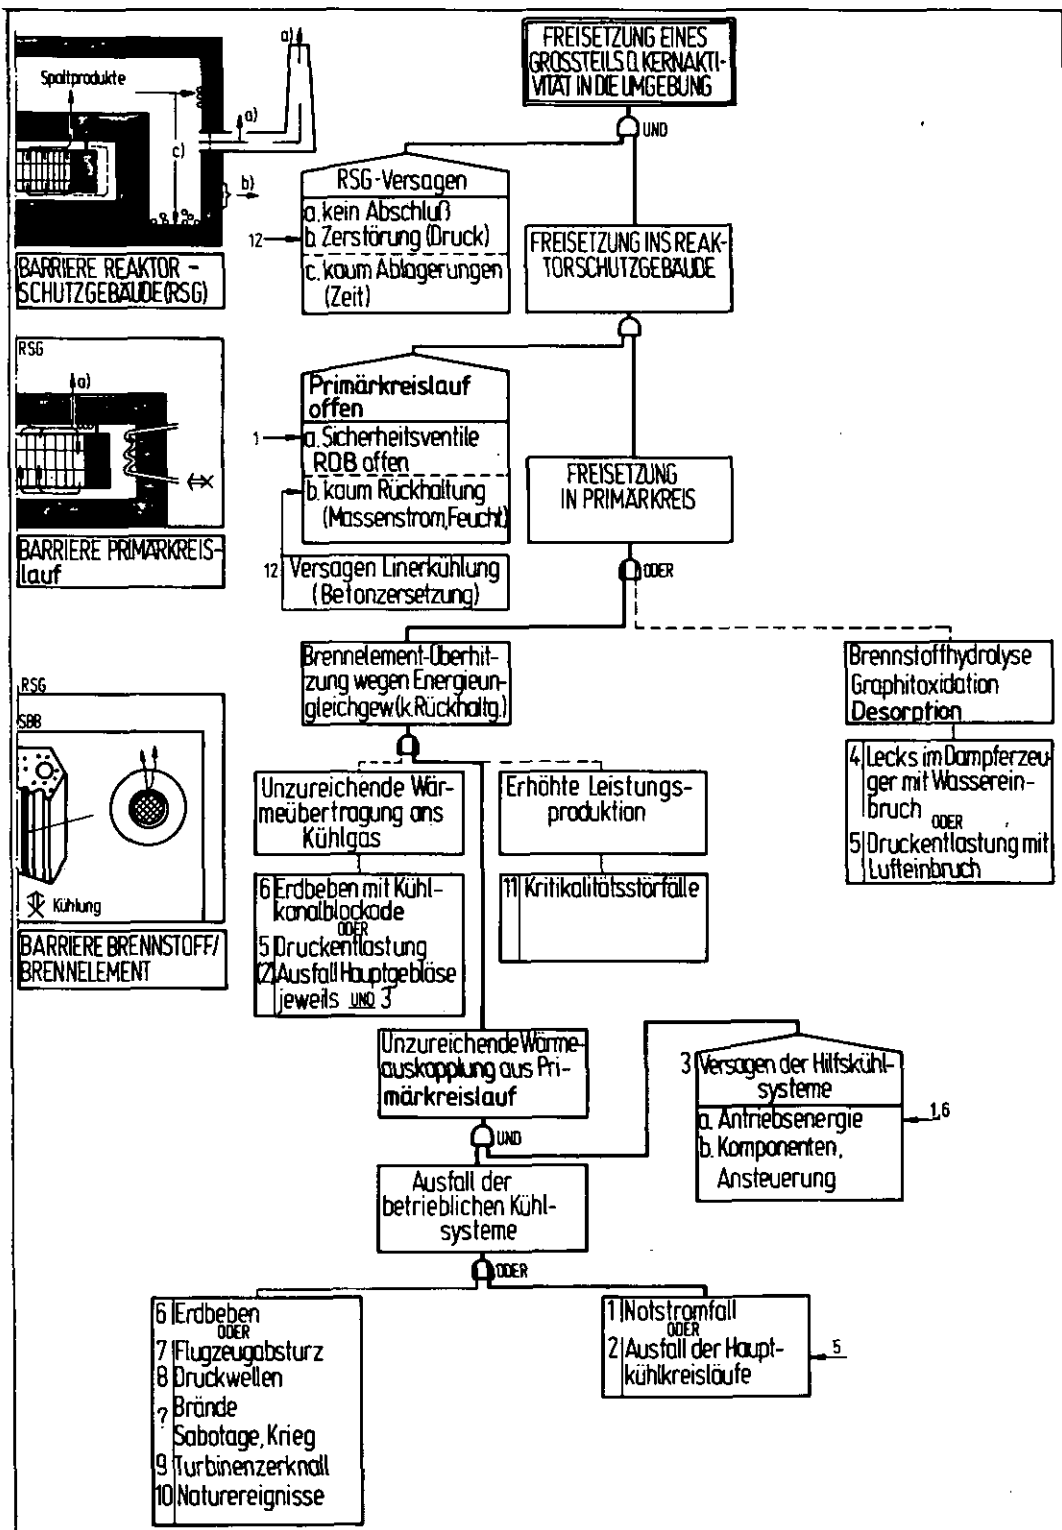 a)
Spaltprodukte
a)
c)
b)
BARRIERE REAKTOR -
SCHUTZGEBÄUDE(RSG)
FREISETZUNG EINES
GROSSTEILS D. KERNAKTI-
VITÄT IN DIE UMGEBUNG
UND
RSG-Versagen
a. kein Abschluß
12
b. Zerstörung (Druck)
c. kaum Ablagerungen
(Zeit)
FREISETZUNG INS REAK-
TORSCHUTZGEBÄUDE
RSG
a)
BARRIERE PRIMÄRKREIS-
lauf
Primärkreislauf
offen
1
a. Sicherheitsventile
RDB offen
b. kaum Rückhaltung
(Massenstrom, Feucht)
12 Versagen Linerkühlung
(Betonzersetzung)
FREISETZUNG
IN PRIMÄRKREIS
ODER
Brennelement-Überhit-
zung wegen Energieun-
gleichgew(k.Rückhaltg.)
Brennstoffhydrolyse
Graphitoxidation
Desorption
4 Lecks im Dampferzeu-
ger mit Wasserein-
bruch
ODER
5 Druckentlastung mit
Lufteinbruch
RSG
SBB
Kühlung
BARRIERE BRENNSTOFF/
BRENNELEMENT
Unzureichende Wär-
meübertragung ans
Kühlgas
6 Erdbeben mit Kühl-
kanalblockade
ODER
5 Druckentlastung
(2) Ausfall Hauptgebläse
jeweils UND 3
Erhöhte Leistungs-
produktion
11 Kritikalitätsstörfälle
Unzureichende Wärme-
auskopplung aus Pri-
märkreislauf
UND
3 Versagen der Hilfskühl-
systeme
a. Antriebsenergie
1,6
b. Komponenten,
Ansteuerung
Ausfall der
betrieblichen Kühl-
systeme
ODER
6 Erdbeben
ODER
7 Flugzeugabsturz
8 Druckwellen
? Brände
Sabotage, Krieg
9 Turbinenzerknall
10 Naturereignisse
1 Notstromfall
ODER
2 Ausfall der Haupt-
kühlkreisläufe
5